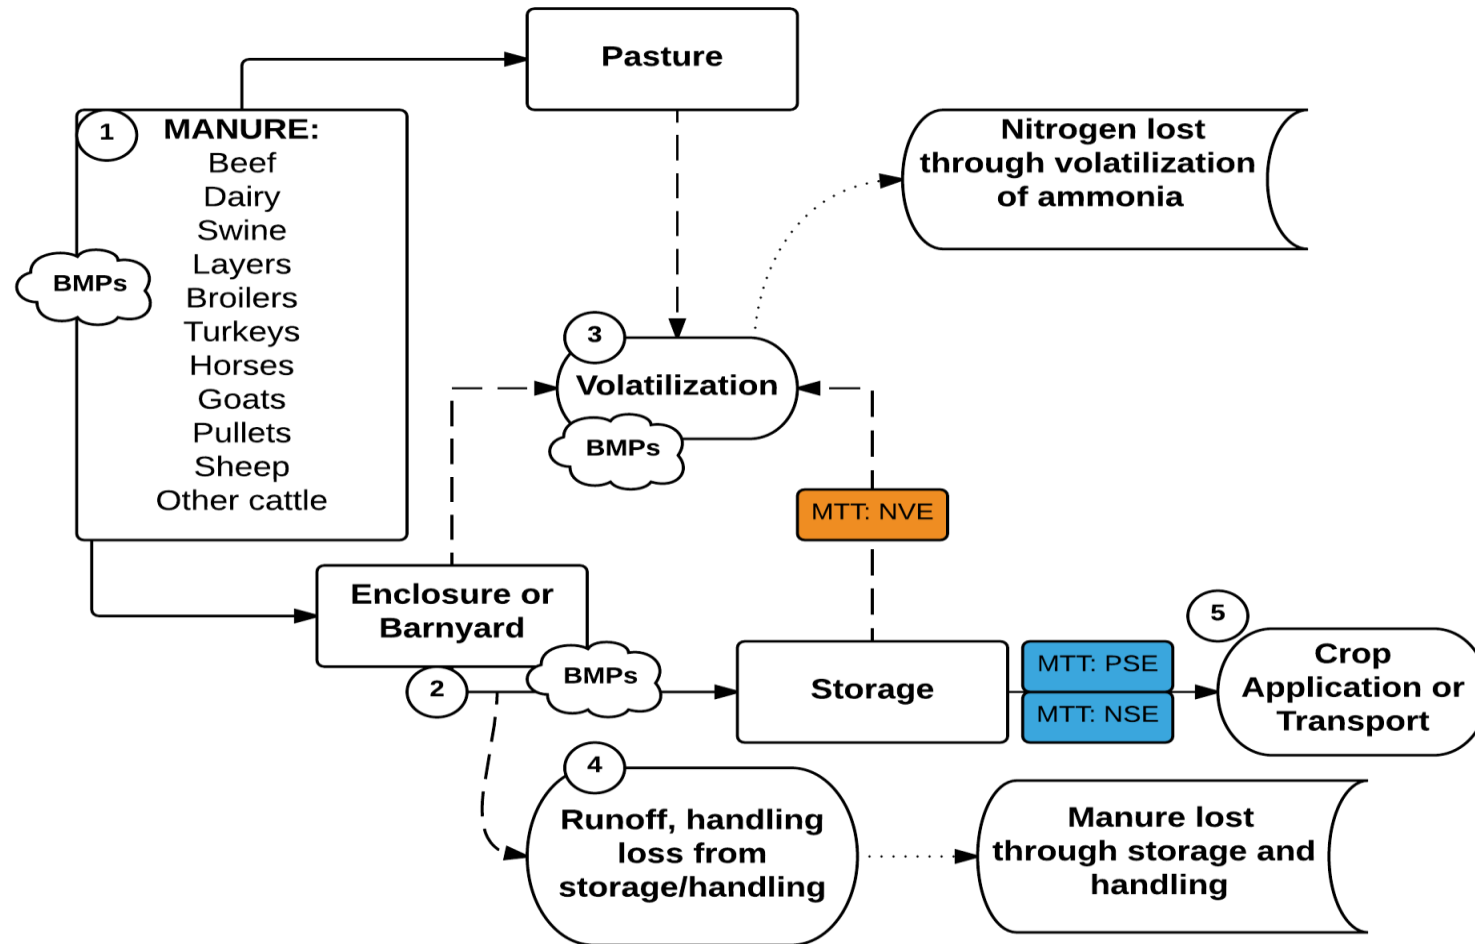 Pasture
1
MANURE:
Beef
Dairy
Swine
Layers
Broilers
Turkeys
Horses
Goats
Pullets
Sheep
Other cattle
BMPs
Nitrogen lost
through volatilization
of ammonia
3
Volatilization
BMPs
MTT: NVE
Enclosure or
Barnyard
2
BMPs
Storage
MTT: PSE
MTT: NSE
5
Crop
Application or
Transport
4
Runoff, handling
loss from
storage/handling
Manure lost
through storage and
handling